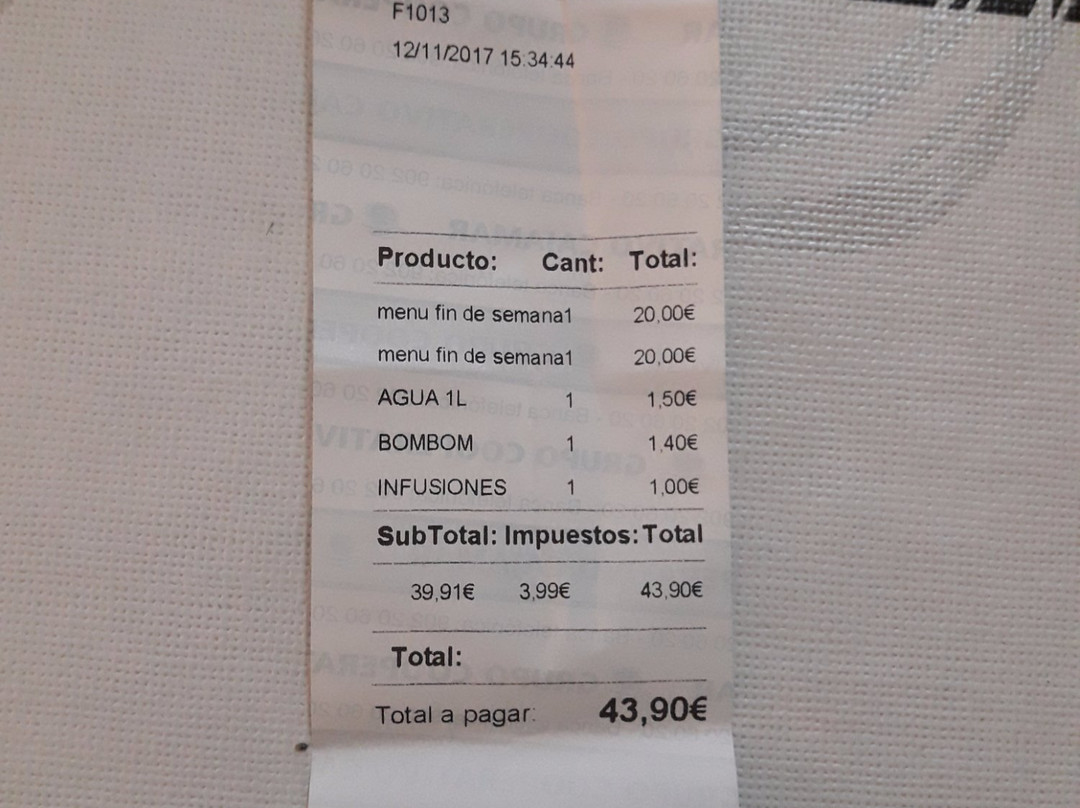 F1013
12/11/2017 15:34:44
Producto: Cant: Total:
menu fin de semana1 20,00€
menu fin de semana1 20,00€
AGUA 1L 1 1,50€
BOMBOM 1 1,40€
INFUSIONES 1 1,00€
SubTotal: Impuestos: Total
39,91€ 3,99€ 43,90€
Total:
Total a pagar: 43,90€